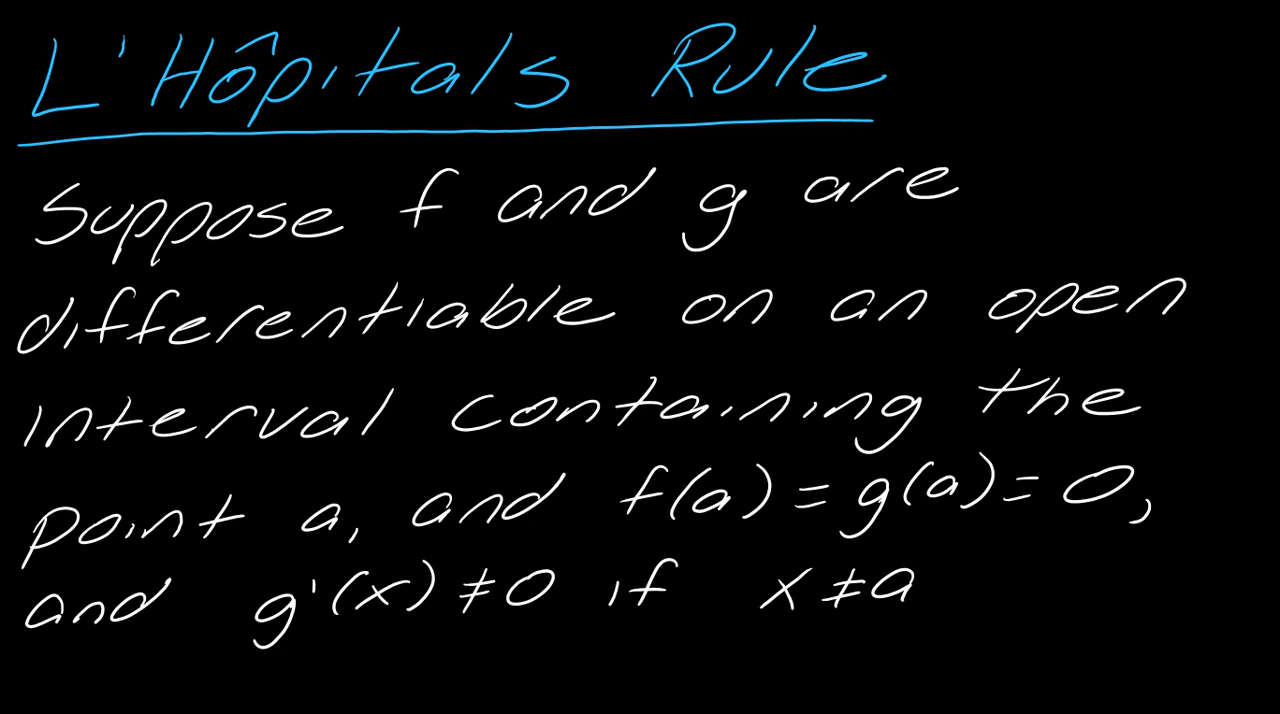 L'Hôpitals Rule
Suppose f and g are
differentiable on an open
interval containing the
point a, and f(a) = g(a) = 0,
and g'(x) ≠ 0 if x ≠ a